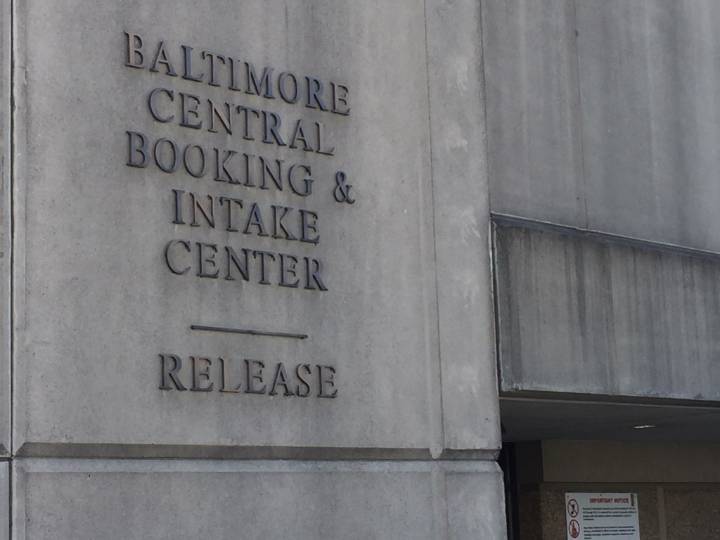 BALTIMORE
CENTRAL
BOOKING &
INTAKE
CENTER
RELEASE
IMPORTANT NOTICE